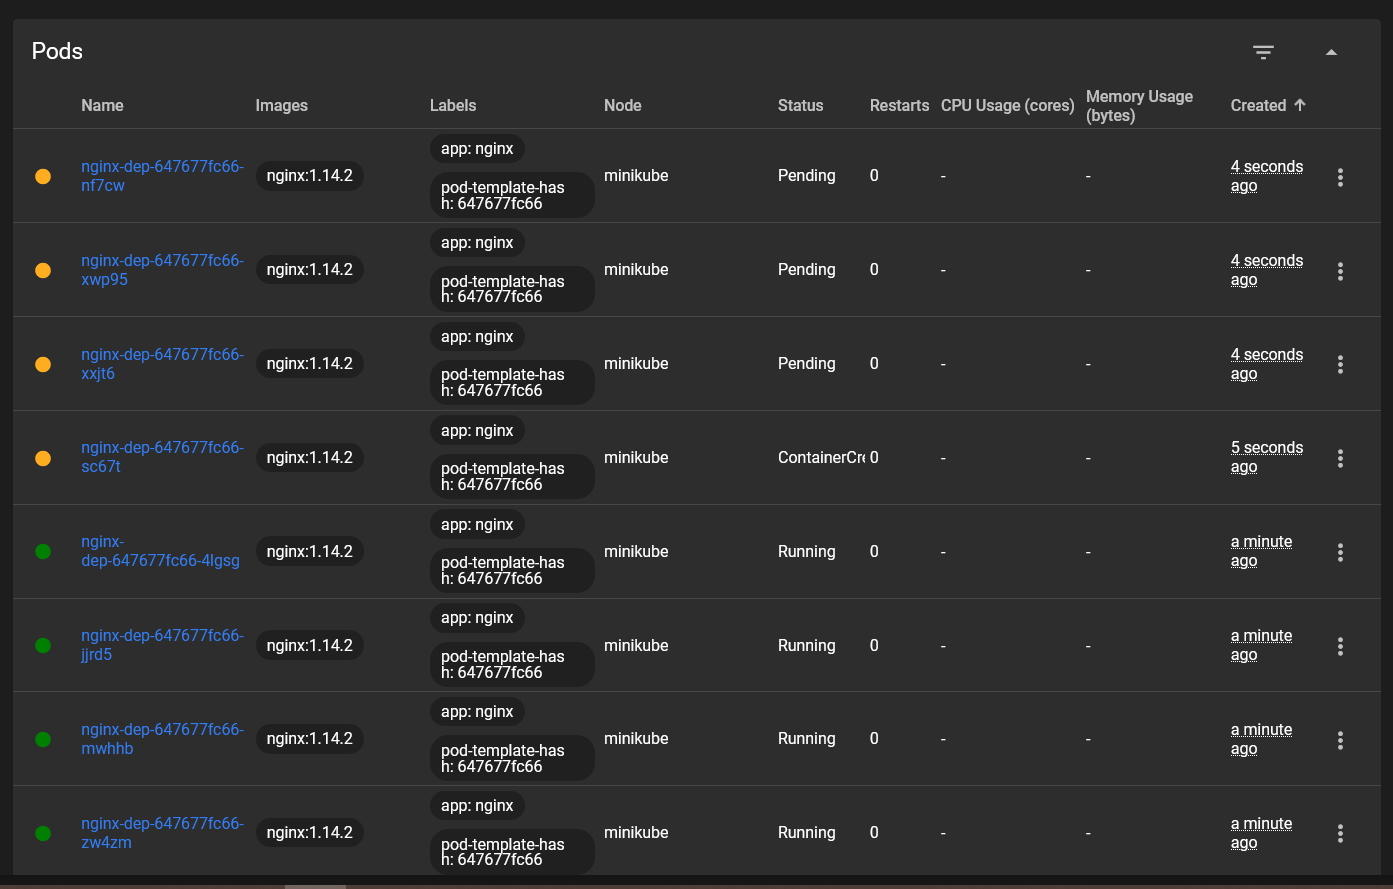 Pods
Name Images Labels Node Status Restarts CPU Usage (cores) Memory Usage (bytes) Created
nginx-dep-647677fc66-nf7cw nginx:1.14.2 app: nginx pod-template-hash: 647677fc66 minikube Pending 0 - - 4 seconds ago
nginx-dep-647677fc66-xwp95 nginx:1.14.2 app: nginx pod-template-hash: 647677fc66 minikube Pending 0 - - 4 seconds ago
nginx-dep-647677fc66-xxjt6 nginx:1.14.2 app: nginx pod-template-hash: 647677fc66 minikube Pending 0 - - 4 seconds ago
nginx-dep-647677fc66-sc67t nginx:1.14.2 app: nginx pod-template-hash: 647677fc66 minikube ContainerCre 0 - - 5 seconds ago
nginx-dep-647677fc66-4lgsg nginx:1.14.2 app: nginx pod-template-hash: 647677fc66 minikube Running 0 - - a minute ago
nginx-dep-647677fc66-jjrd5 nginx:1.14.2 app: nginx pod-template-hash: 647677fc66 minikube Running 0 - - a minute ago
nginx-dep-647677fc66-mwhhb nginx:1.14.2 app: nginx pod-template-hash: 647677fc66 minikube Running 0 - - a minute ago
nginx-dep-647677fc66-zw4zm nginx:1.14.2 app: nginx pod-template-hash: 647677fc66 minikube Running 0 - - a minute ago